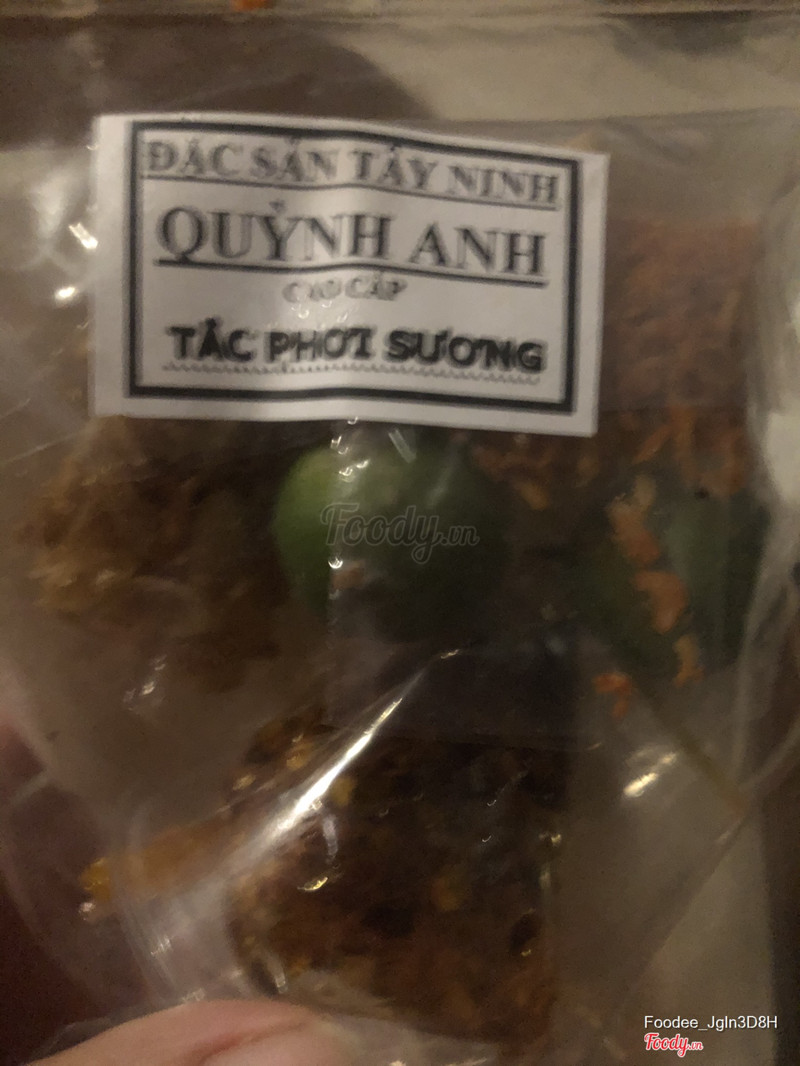 ĐẶC SẢN TÂY NINH
QUỲNH ANH
CAO CẤP
TẮC PHƠI SƯƠNG
Foody.vn
Foodee_Jgln3D8H
Foody.vn